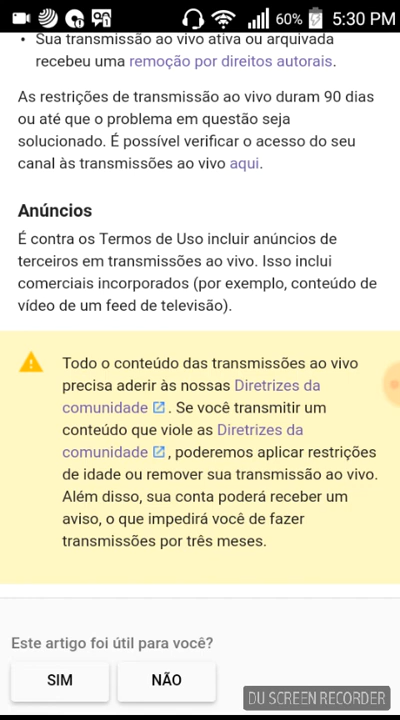 60% 5:30 PM
• Sua transmissão ao vivo ativa ou arquivada
recebeu uma remoção por direitos autorais.
As restrições de transmissão ao vivo duram 90 dias
ou até que o problema em questão seja
solucionado. É possível verificar o acesso do seu
canal às transmissões ao vivo aqui.
Anúncios
É contra os Termos de Uso incluir anúncios de
terceiros em transmissões ao vivo. Isso inclui
comerciais incorporados (por exemplo, conteúdo de
vídeo de um feed de televisão).
Todo o conteúdo das transmissões ao vivo
precisa aderir às nossas Diretrizes da
comunidade . Se você transmitir um
conteúdo que viole as Diretrizes da
comunidade , poderemos aplicar restrições
de idade ou remover sua transmissão ao vivo.
Além disso, sua conta poderá receber um
aviso, o que impedirá você de fazer
transmissões por três meses.
Este artigo foi útil para você?
SIM NÃO
DU SCREEN RECORDER